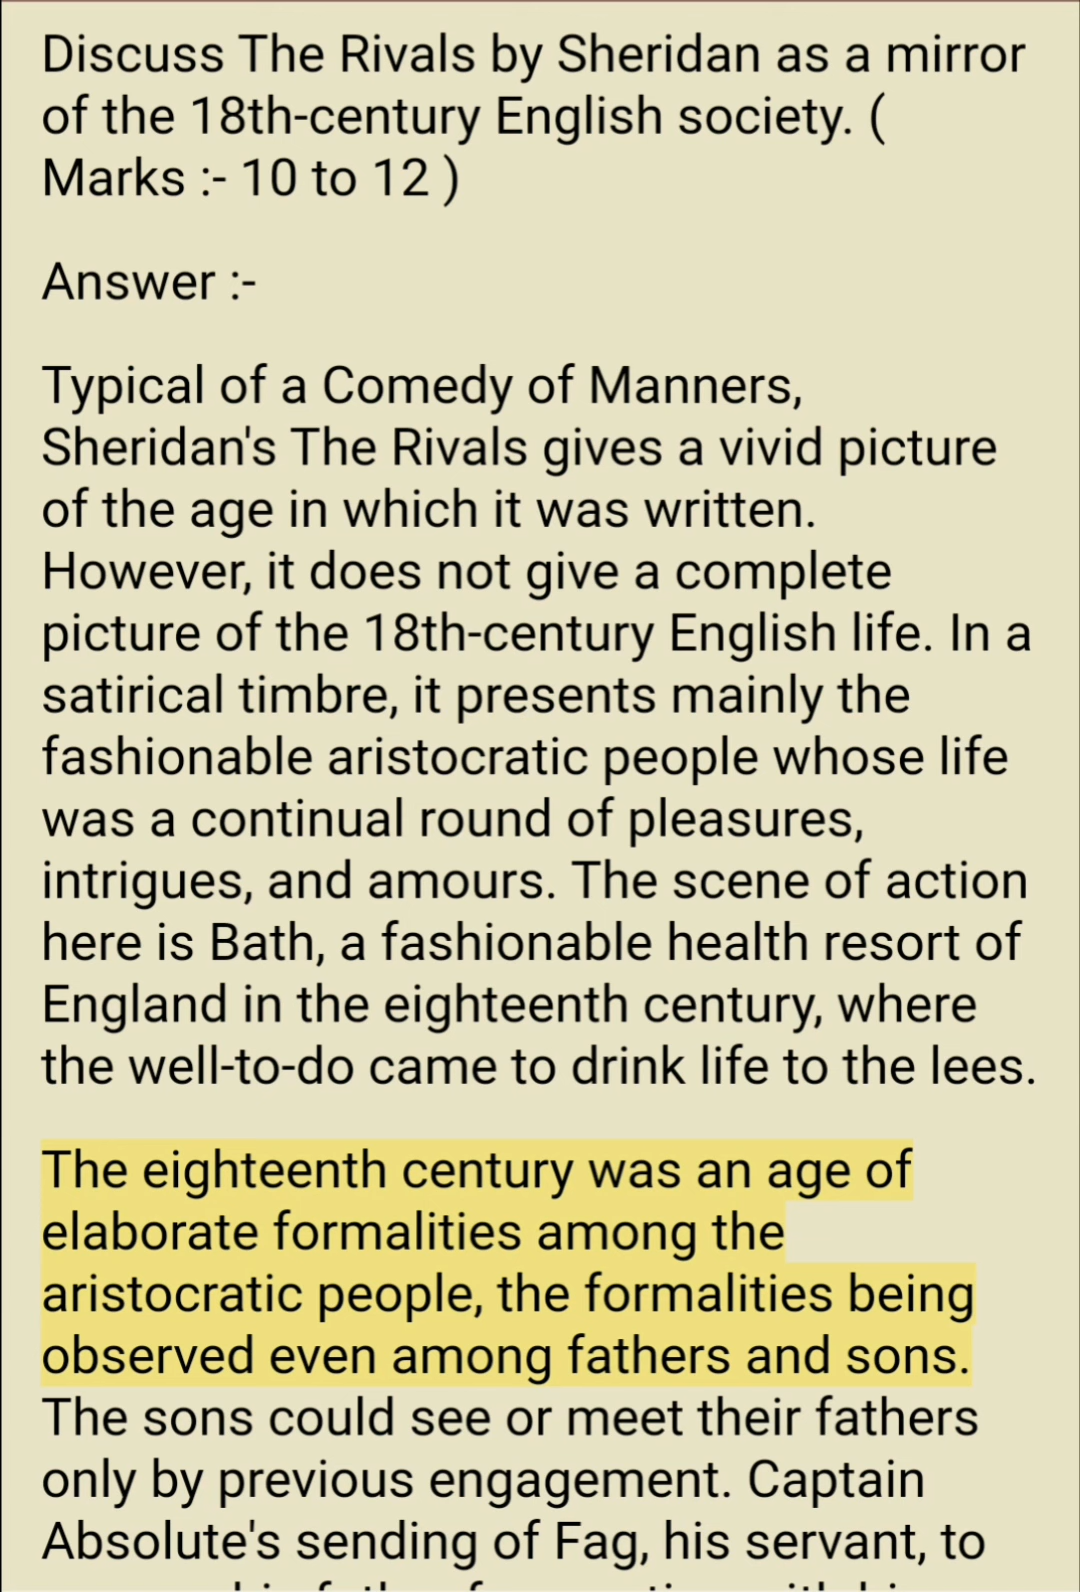 Discuss The Rivals by Sheridan as a mirror
of the 18th-century English society. (
Marks :- 10 to 12 )
Answer :-
Typical of a Comedy of Manners,
Sheridan's The Rivals gives a vivid picture
of the age in which it was written.
However, it does not give a complete
picture of the 18th-century English life. In a
satirical timbre, it presents mainly the
fashionable aristocratic people whose life
was a continual round of pleasures,
intrigues, and amours. The scene of action
here is Bath, a fashionable health resort of
England in the eighteenth century, where
the well-to-do came to drink life to the lees.
The eighteenth century was an age of
elaborate formalities among the
aristocratic people, the formalities being
observed even among fathers and sons.
The sons could see or meet their fathers
only by previous engagement. Captain
Absolute's sending of Fag, his servant, to